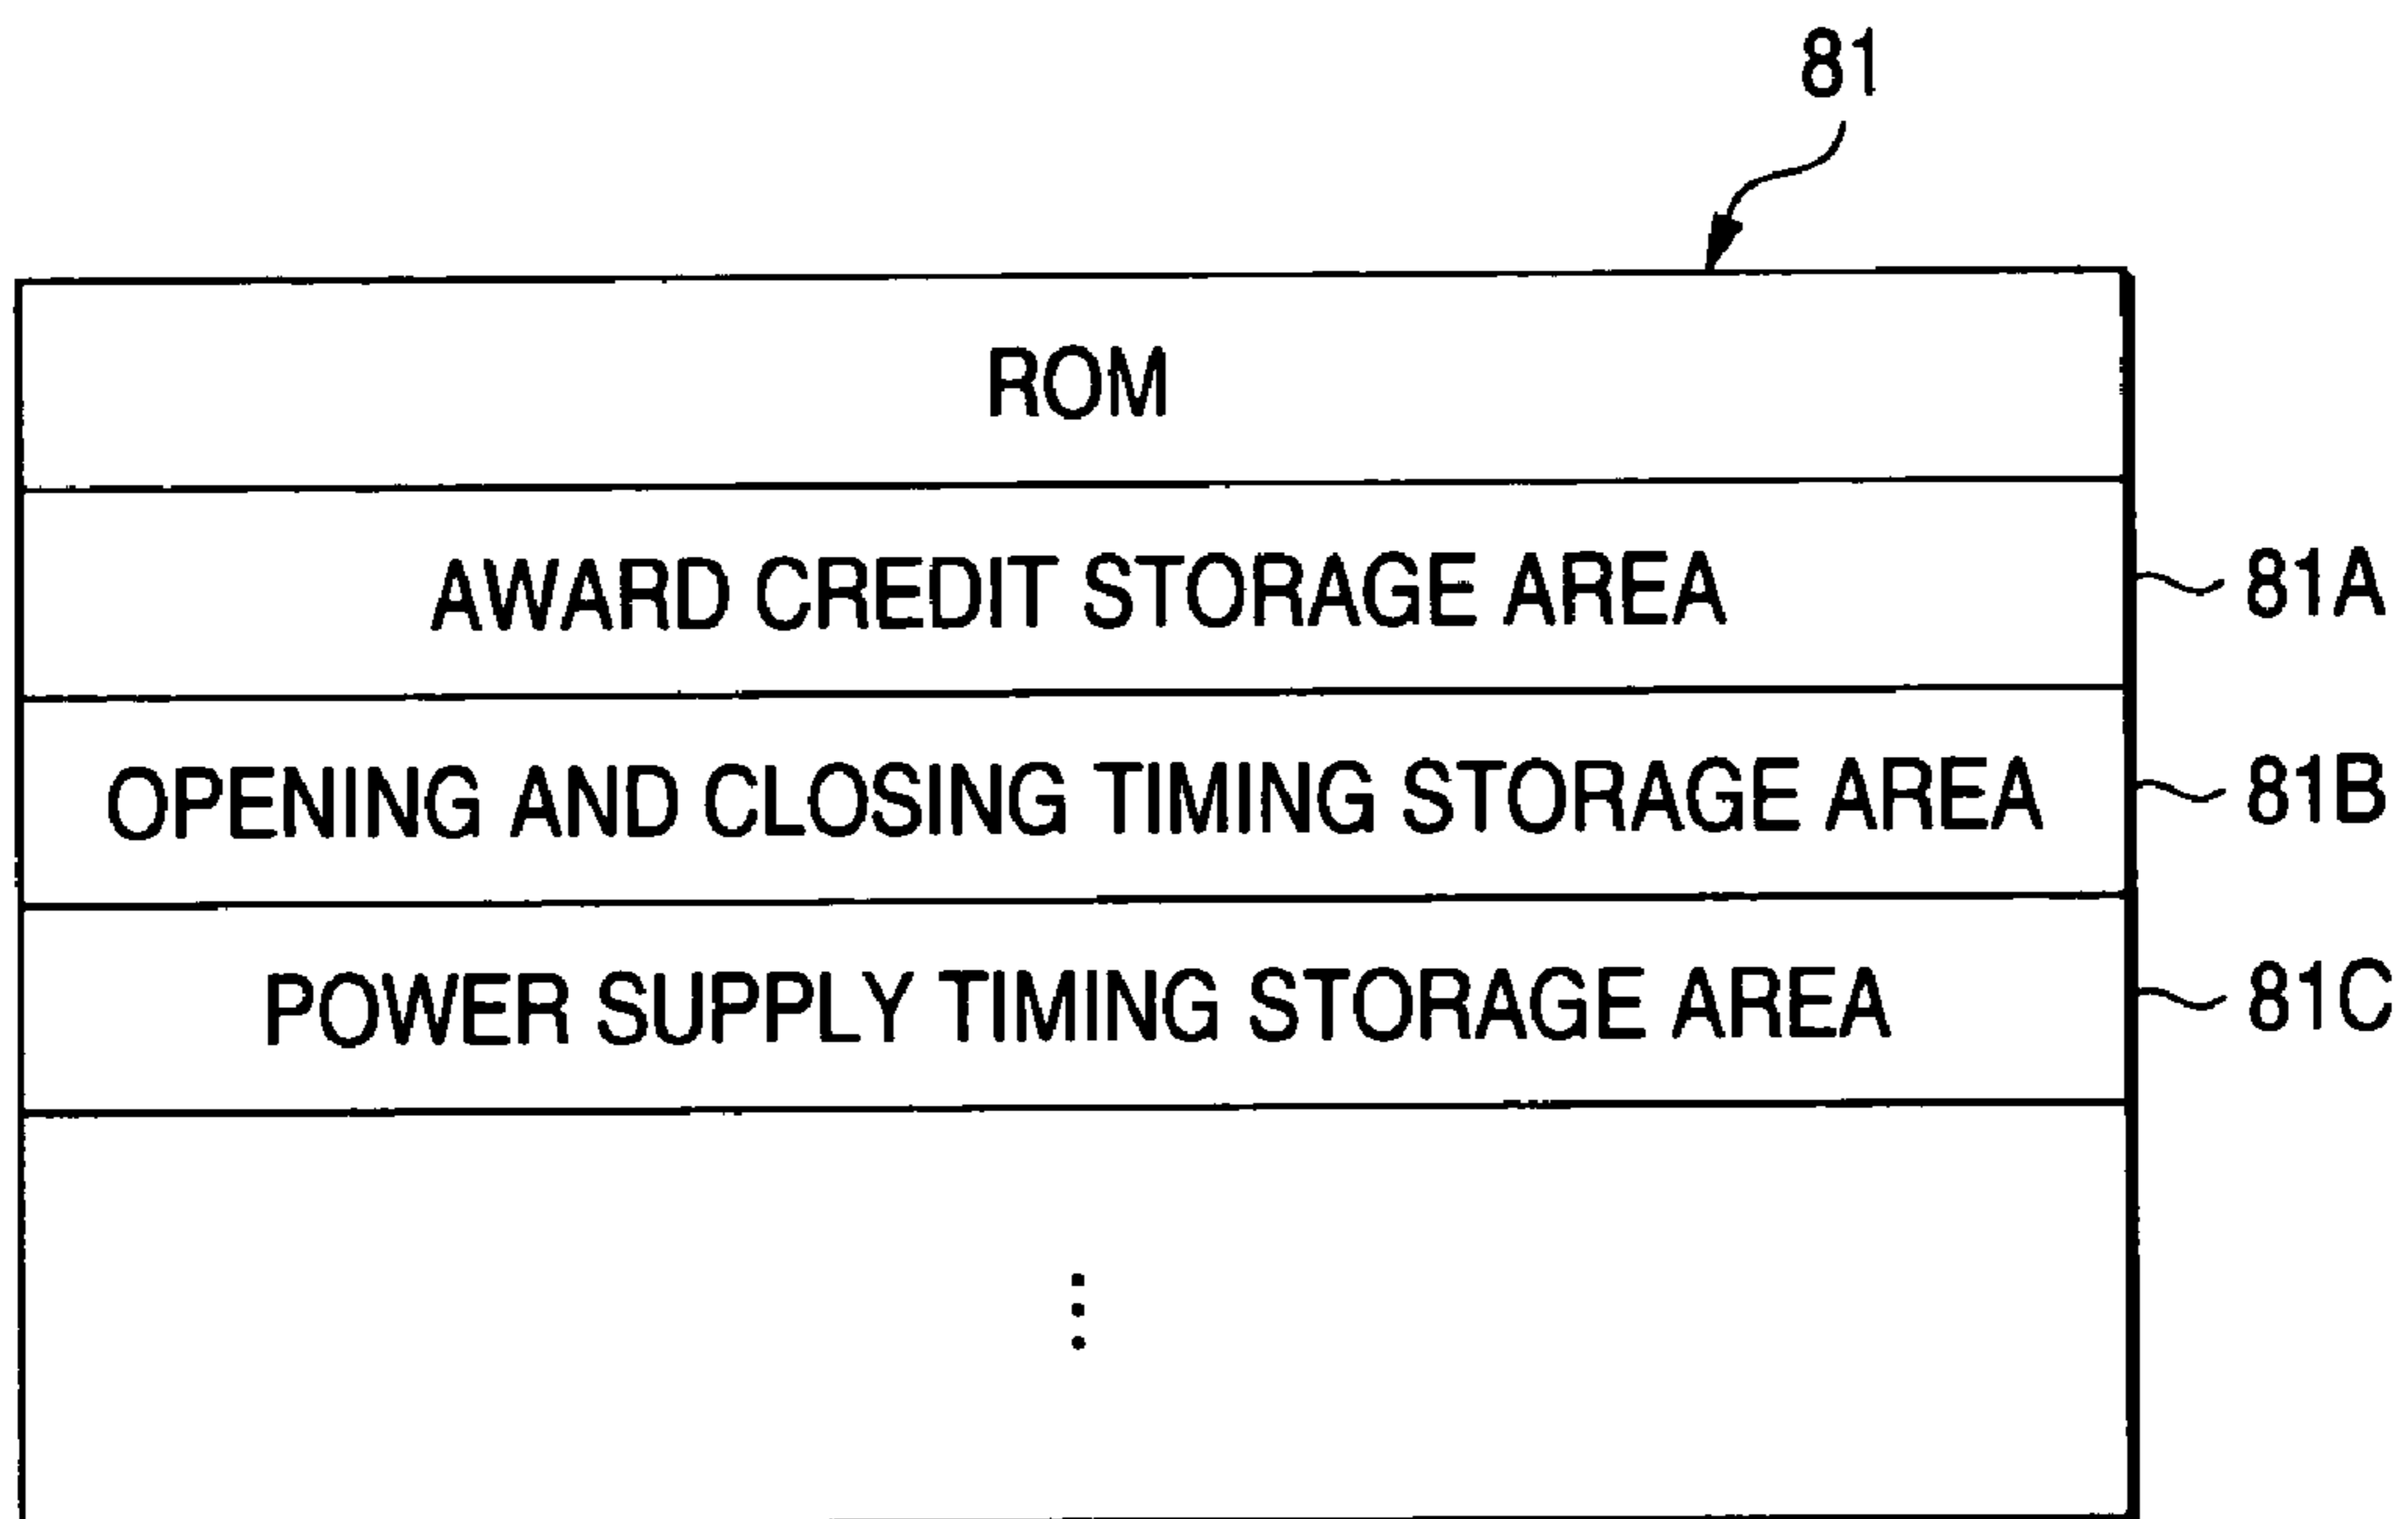 81
ROM
AWARD CREDIT STORAGE AREA
81A
OPENING AND CLOSING TIMING STORAGE AREA
81B
POWER SUPPLY TIMING STORAGE AREA
81C